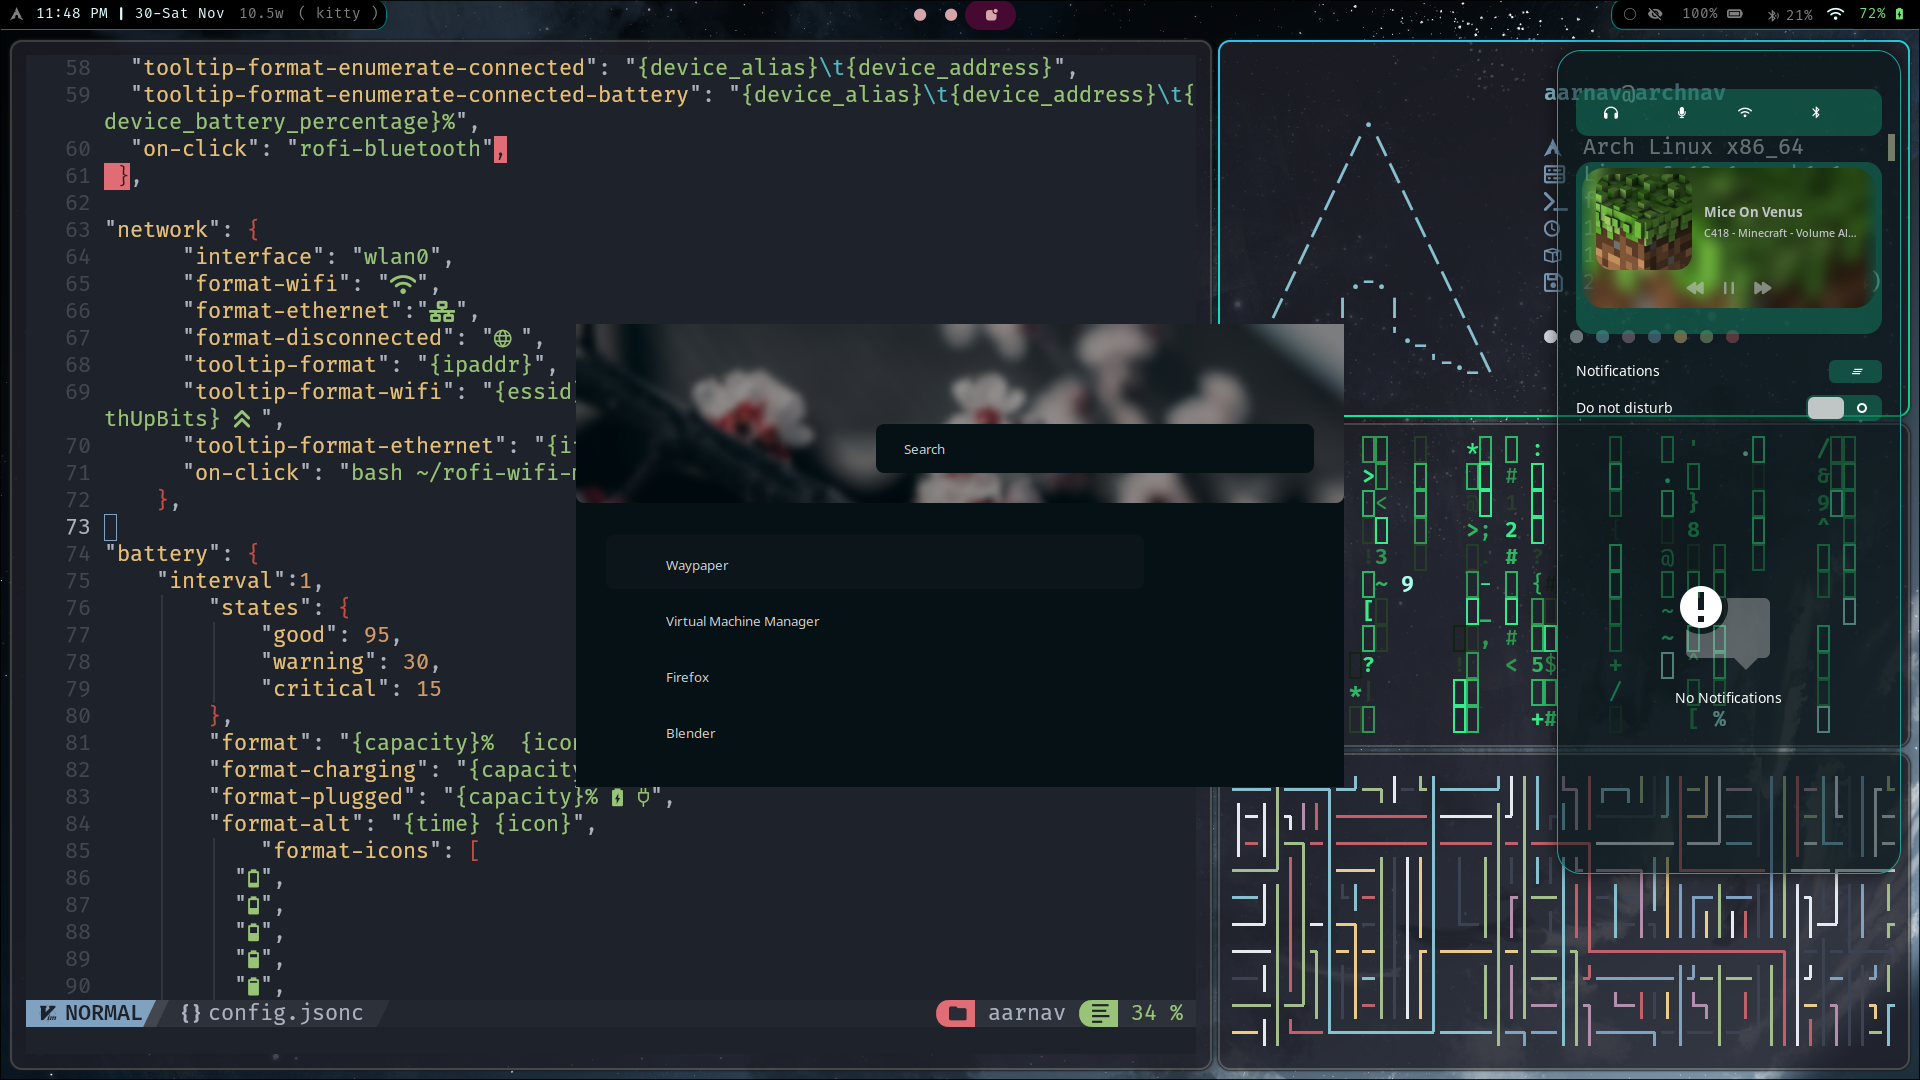 11:48 PM | 30-Sat Nov 10.5w ( kitty )
100% 21% 72%
58 "tooltip-format-enumerate-connected": "{device_alias}\t{device_address}",
59 "tooltip-format-enumerate-connected-battery": "{device_alias}\t{device_address}\t{
device_battery_percentage}%",
60 "on-click": "rofi-bluetooth",
61 },
62
63 "network": {
64 "interface": "wlan0",
65 "format-wifi": "",
66 "format-ethernet":"",
67 "format-disconnected": " ",
68 "tooltip-format": "{ipaddr}",
69 "tooltip-format-wifi": "{essid
thUpBits} ",
70 "tooltip-format-ethernet": "{i
71 "on-click": "bash ~/rofi-wifi-
72 },
73
74 "battery": {
75 "interval":1,
76 "states": {
77 "good": 95,
78 "warning": 30,
79 "critical": 15
80 },
81 "format": "{capacity}% {ico
82 "format-charging": "{capacity
83 "format-plugged": "{capacity}% ",
84 "format-alt": "{time} {icon}",
85 "format-icons": [
86 "",
87 "",
88 "",
89 "",
90 "",
NORMAL {} config.jsonc aarnav 34 %
Search
Waypaper
Virtual Machine Manager
Firefox
Blender
aarnav@archnav
Arch Linux x86_64
Mice On Venus
C418 - Minecraft - Volume Al...
Notifications
Do not disturb
No Notifications